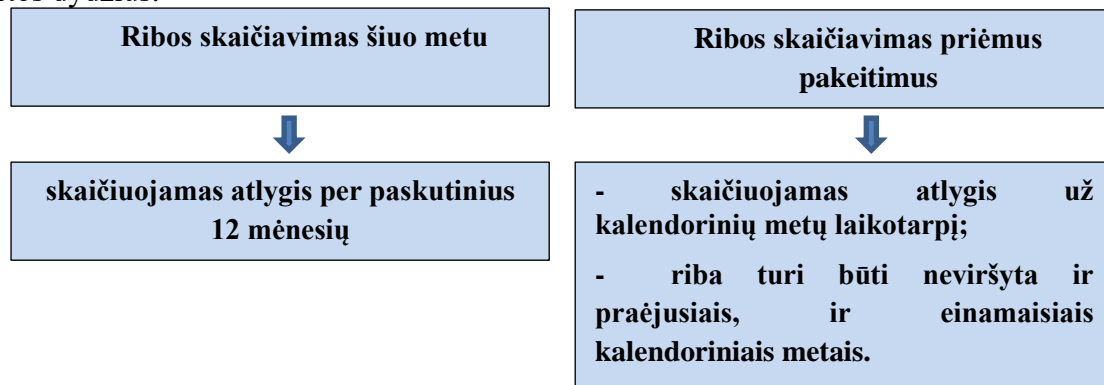 Ribos skaičiavimas šiuo metu
skaičiuojamas atlygis per paskutinius
12 mėnesių
Ribos skaičiavimas priėmus
pakeitimus
- skaičiuojamas atlygis už
kalendorinių metų laikotarpį;
- riba turi būti neviršyta ir
praėjusiais, ir einamaisiais
kalendoriniais metais.